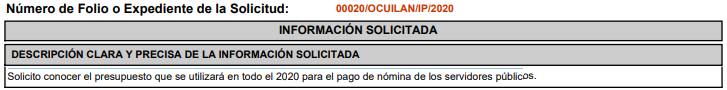 Número de Folio o Expediente de la Solicitud: 00020/OCUILAN/IP/2020
INFORMACIÓN SOLICITADA
DESCRIPCIÓN CLARA Y PRECISA DE LA INFORMACIÓN SOLICITADA
Solicito conocer el presupuesto que se utilizará en todo el 2020 para el pago de nómina de los servidores públicos.